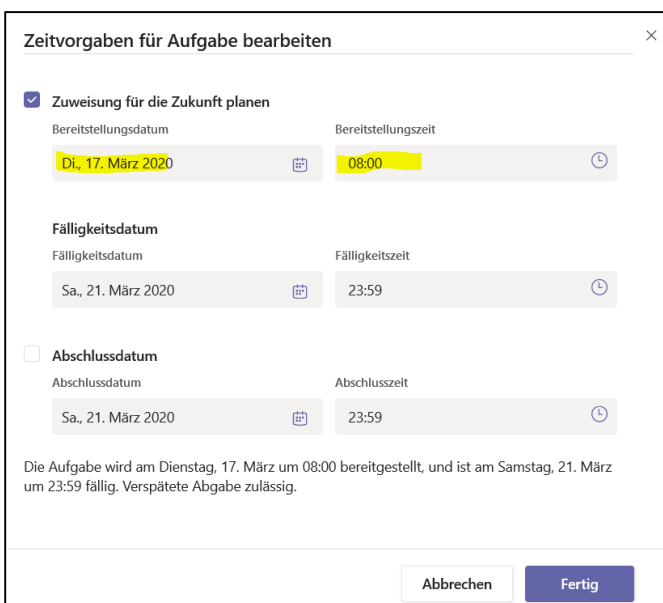 Zeitvorgaben für Aufgabe bearbeiten
Zuweisung für die Zukunft planen
Bereitstellungsdatum Bereitstellungszeit
Di., 17. März 2020 08:00
Fälligkeitsdatum
Fälligkeitsdatum Fälligkeitszeit
Sa., 21. März 2020 23:59
Abschlussdatum
Abschlussdatum Abschlusszeit
Sa., 21. März 2020 23:59
Die Aufgabe wird am Dienstag, 17. März um 08:00 bereitgestellt, und ist am Samstag, 21. März
um 23:59 fällig. Verspätete Abgabe zulässig.
Abbrechen Fertig